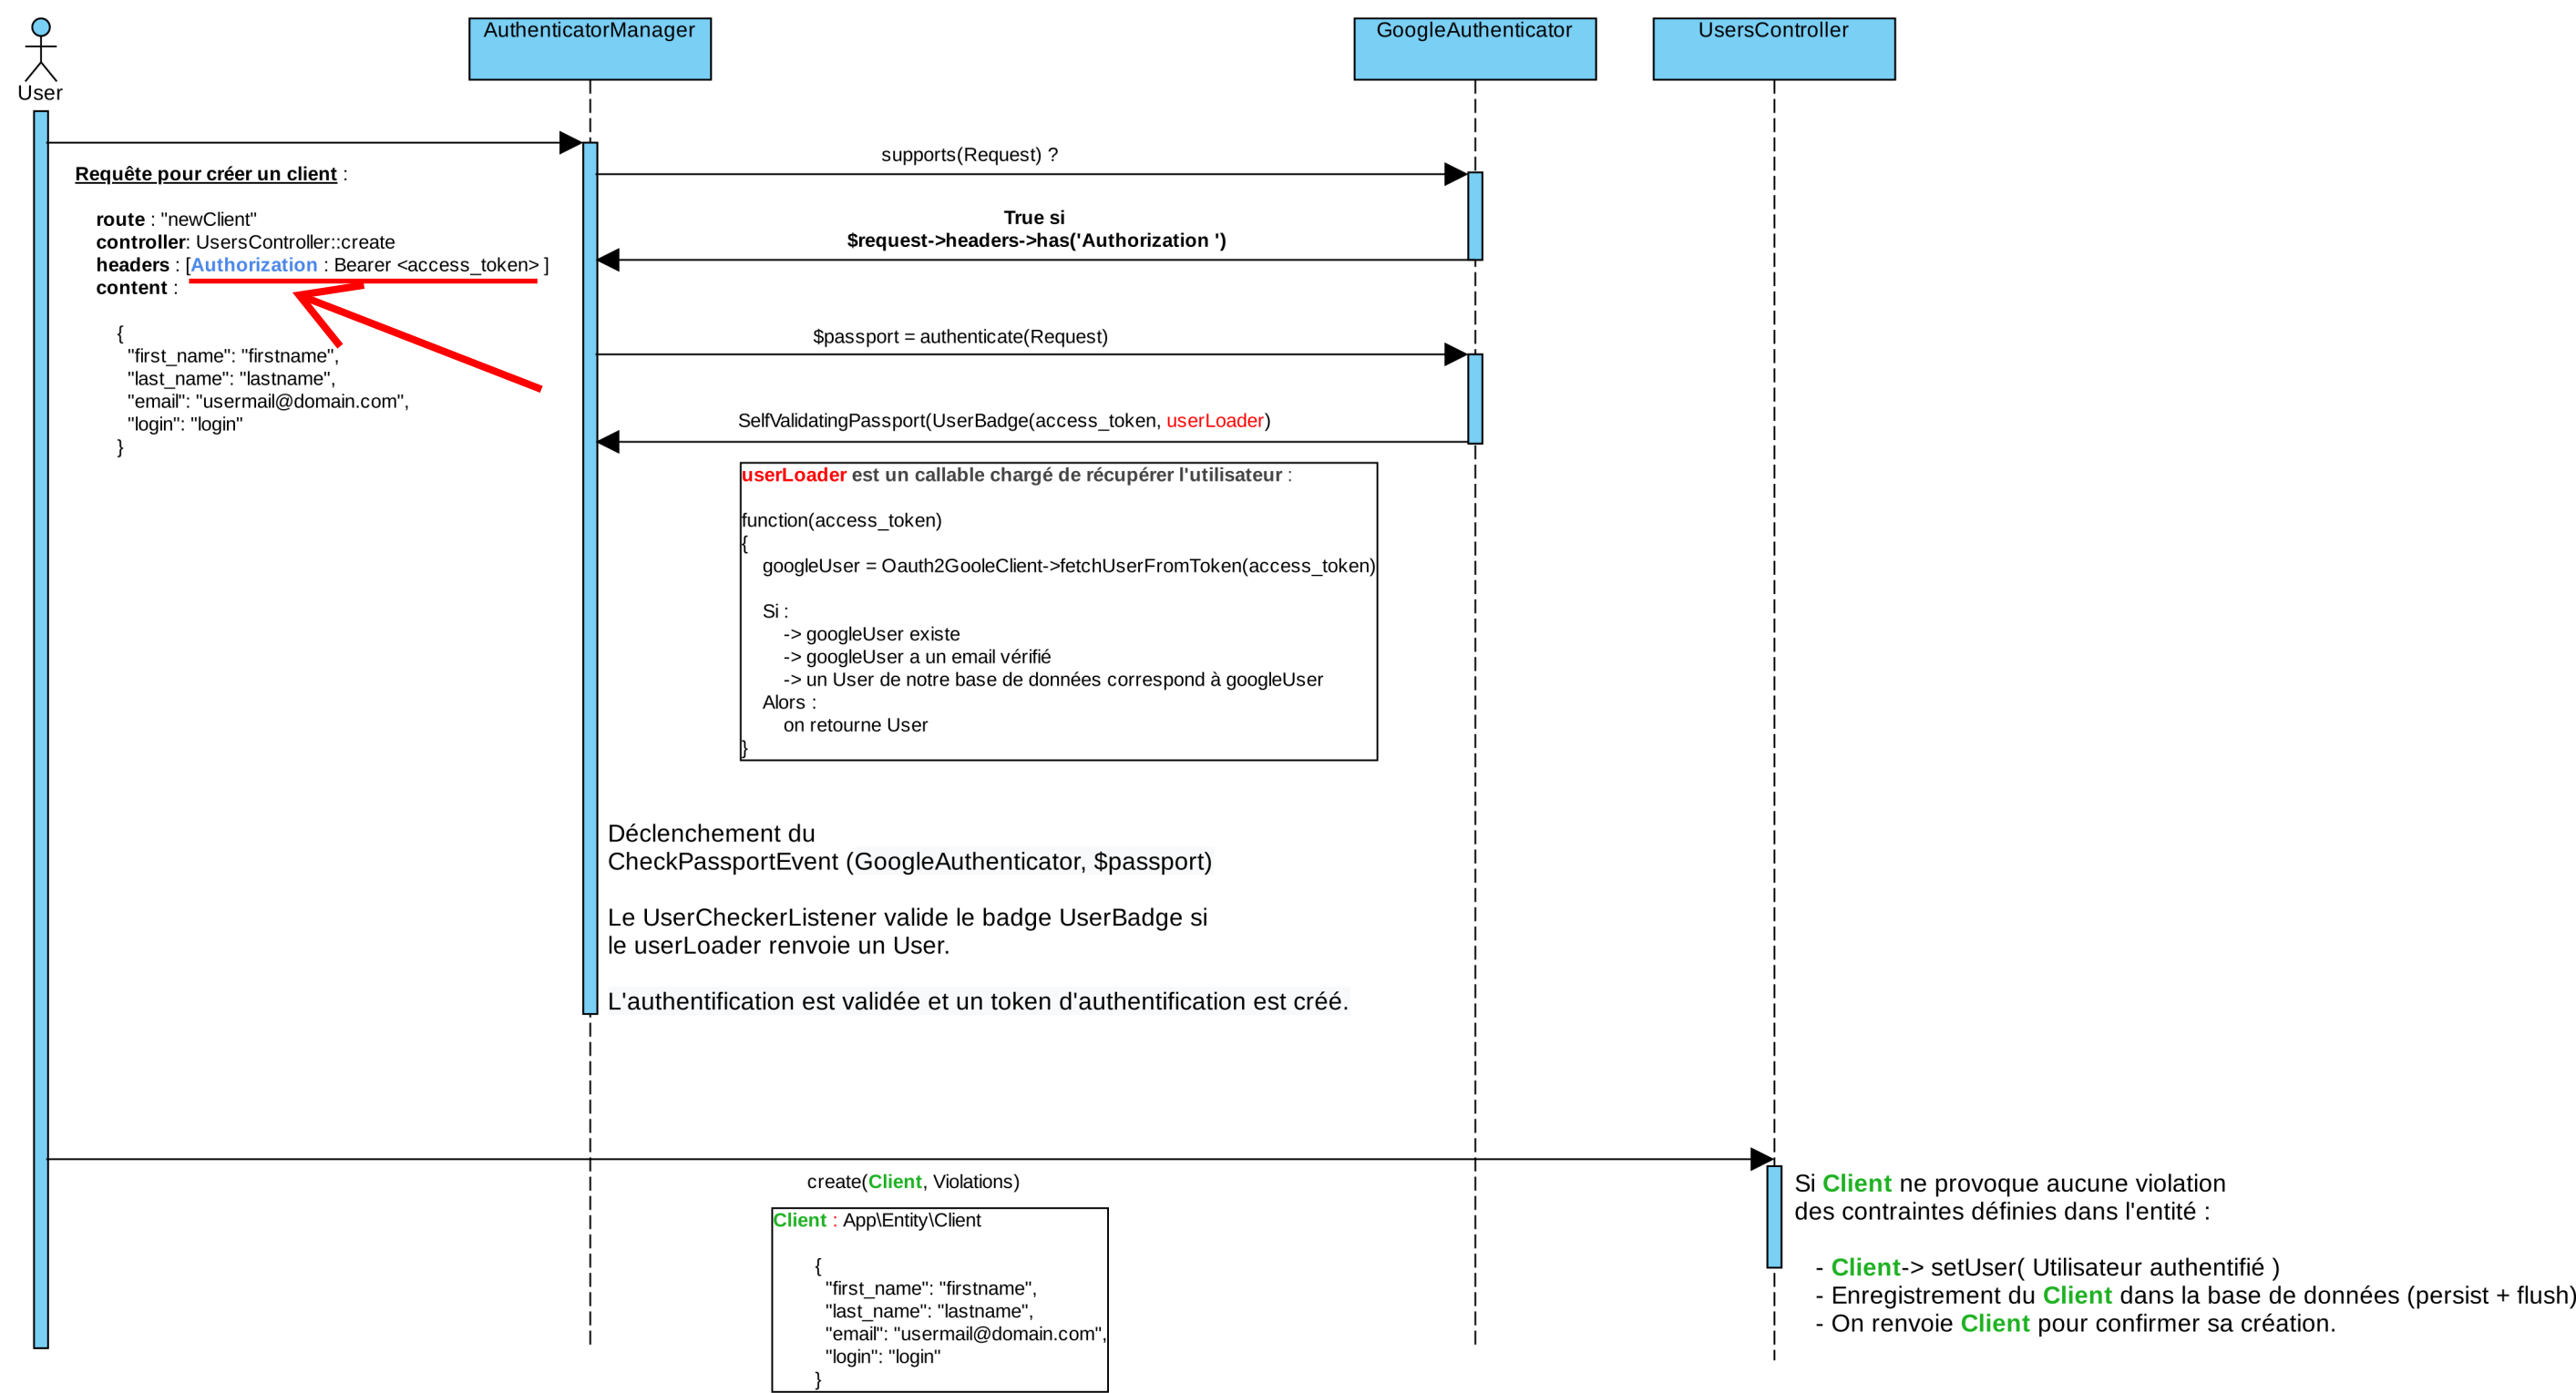 User
AuthenticatorManager
GoogleAuthenticator
UsersController
Requête pour créer un client :
route : "newClient"
controller: UsersController::create
headers : [Authorization : Bearer <access_token> ]
content :
{
"first_name": "firstname",
"last_name": "lastname",
"email": "usermail@domain.com",
"login": "login"
}
supports(Request) ?
True si
$request->headers->has('Authorization ')
$passport = authenticate(Request)
SelfValidatingPassport(UserBadge(access_token, userLoader)
userLoader est un callable chargé de récupérer l'utilisateur :
function(access_token)
{
googleUser = Oauth2GooleClient->fetchUserFromToken(access_token)
Si :
-> googleUser existe
-> googleUser a un email vérifié
-> un User de notre base de données correspond à googleUser
Alors :
on retourne User
}
Déclenchement du
CheckPassportEvent (GoogleAuthenticator, $passport)
Le UserCheckerListener valide le badge UserBadge si
le userLoader renvoie un User.
L'authentification est validée et un token d'authentification est créé.
create(Client, Violations)
Client : App\Entity\Client
{
"first_name": "firstname",
"last_name": "lastname",
"email": "usermail@domain.com",
"login": "login"
}
Si Client ne provoque aucune violation
des contraintes définies dans l'entité :
- Client-> setUser( Utilisateur authentifié )
- Enregistrement du Client dans la base de données (persist + flush)
- On renvoie Client pour confirmer sa création.